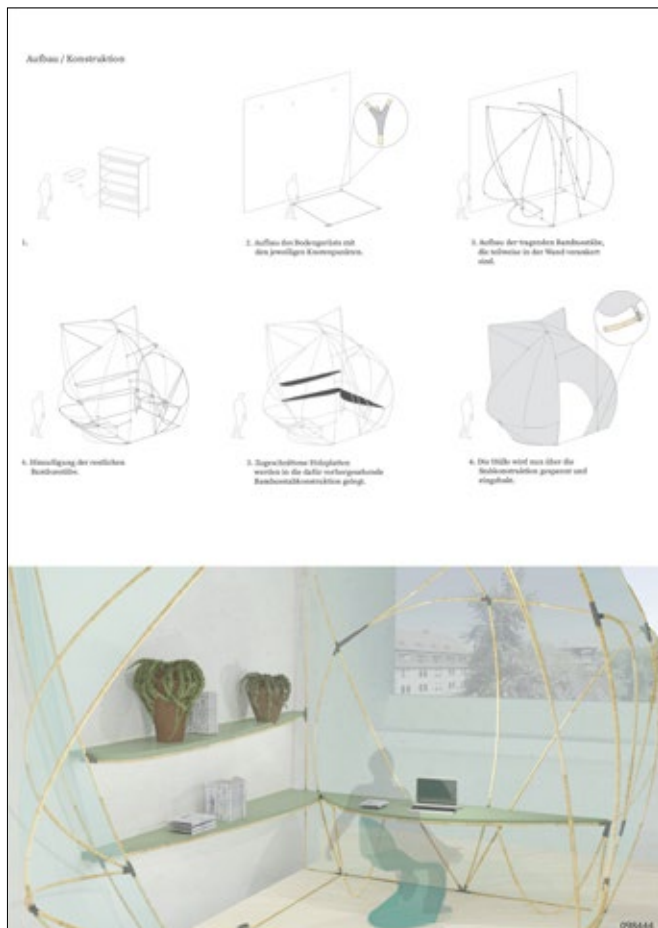 Aufbau / Konstruktion
1.
2. Aufbau des Bodengerüsts mit
den jeweiligen Knotenpunkten.
3. Aufbau der tragenden Bambusstäbe,
die teilweise in der Wand verankert
sind.
4. Hinzufügung der restlichen
Bambusstäbe.
5. Zugeschnittene Holzplatten
werden in die dafür vorhergesehende
Bambusstabkonstruktion gelegt.
6. Die Hülle wird nun über die
Stabkonstruktion gespannt und
eingehakt.
098444